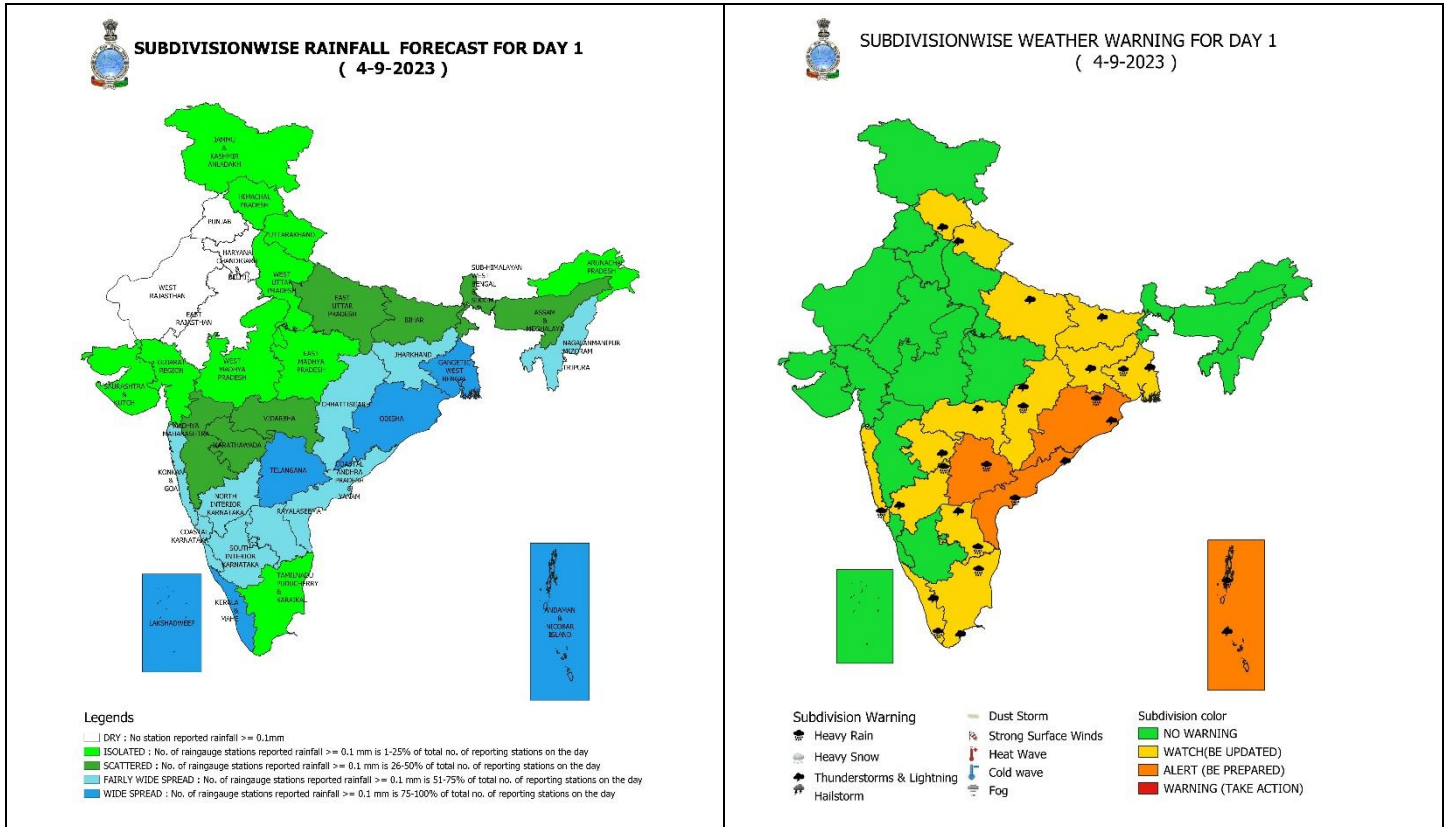 SUBDIVISIONWISE RAINFALL FORECAST FOR DAY 1
( 4-9-2023 )
JAMMU
&
KASHMIR
ANLADAKH
HIMACHAL
PRADESH
PUNJAB
UTTARAKHAND
HARYANA
CHANDIGARH
&
DELHI
WEST
UTTAR
PRADESH
WEST
RAJASTHAN
EAST
RAJASTHAN
EAST
UTTAR
PRADESH
BIHAR
SUB-HIMALAYAN
WEST
BENGAL
&
ARUNACHAL
PRADESH
ASSAM
&
MEGHALAYA
NAGALANMANIPUR
MIZORAM
&
TRIPURA
GUJRAT
REGION
SAURASHTRA
&
KUTCH
WEST
MADHYA
PRADESH
EAST
MADHYA
PRADESH
JHARKHAND
GANGETIC
WEST
BENGAL
CHHATTISGARH
ODISHA
VIDARBHA
MADHYA
MAHARASHTRA
MARATHAWADA
KONKAN
&
GOA
TELANGANA
COASTAL
ANDHRA
PRADESH
&
YANAM
NORTH
INTERIOR
KARNATAKA
RAYALASEEMA
COASTAL
KARNATAKA
SOUTH
INTERIOR
KARNATAKA
TAMILNADU
PUDUCHERRY
&
KARAIKAL
KERALA
&
MAHE
LAKSHADWEEP
ANDAMAN
&
NICOBAR
ISLAND
Legends
DRY : No station reported rainfall >= 0.1mm
ISOLATED : No. of raingauge stations reported rainfall >= 0.1 mm is 1-25% of total no. of reporting stations on the day
SCATTERED : No. of raingauge stations reported rainfall >= 0.1 mm is 26-50% of total no. of reporting stations on the day
FAIRLY WIDE SPREAD : No. of raingauge stations reported rainfall >= 0.1 mm is 51-75% of total no. of reporting stations on the day
WIDE SPREAD : No. of raingauge stations reported rainfall >= 0.1 mm is 75-100% of total no. of reporting stations on the day
SUBDIVISIONWISE WEATHER WARNING FOR DAY 1
( 4-9-2023 )
Subdivision Warning
Heavy Rain
Heavy Snow
Thunderstorms & Lightning
Hailstorm
Dust Storm
Strong Surface Winds
Heat Wave
Cold wave
Fog
Subdivision color
NO WARNING
WATCH(BE UPDATED)
ALERT (BE PREPARED)
WARNING (TAKE ACTION)